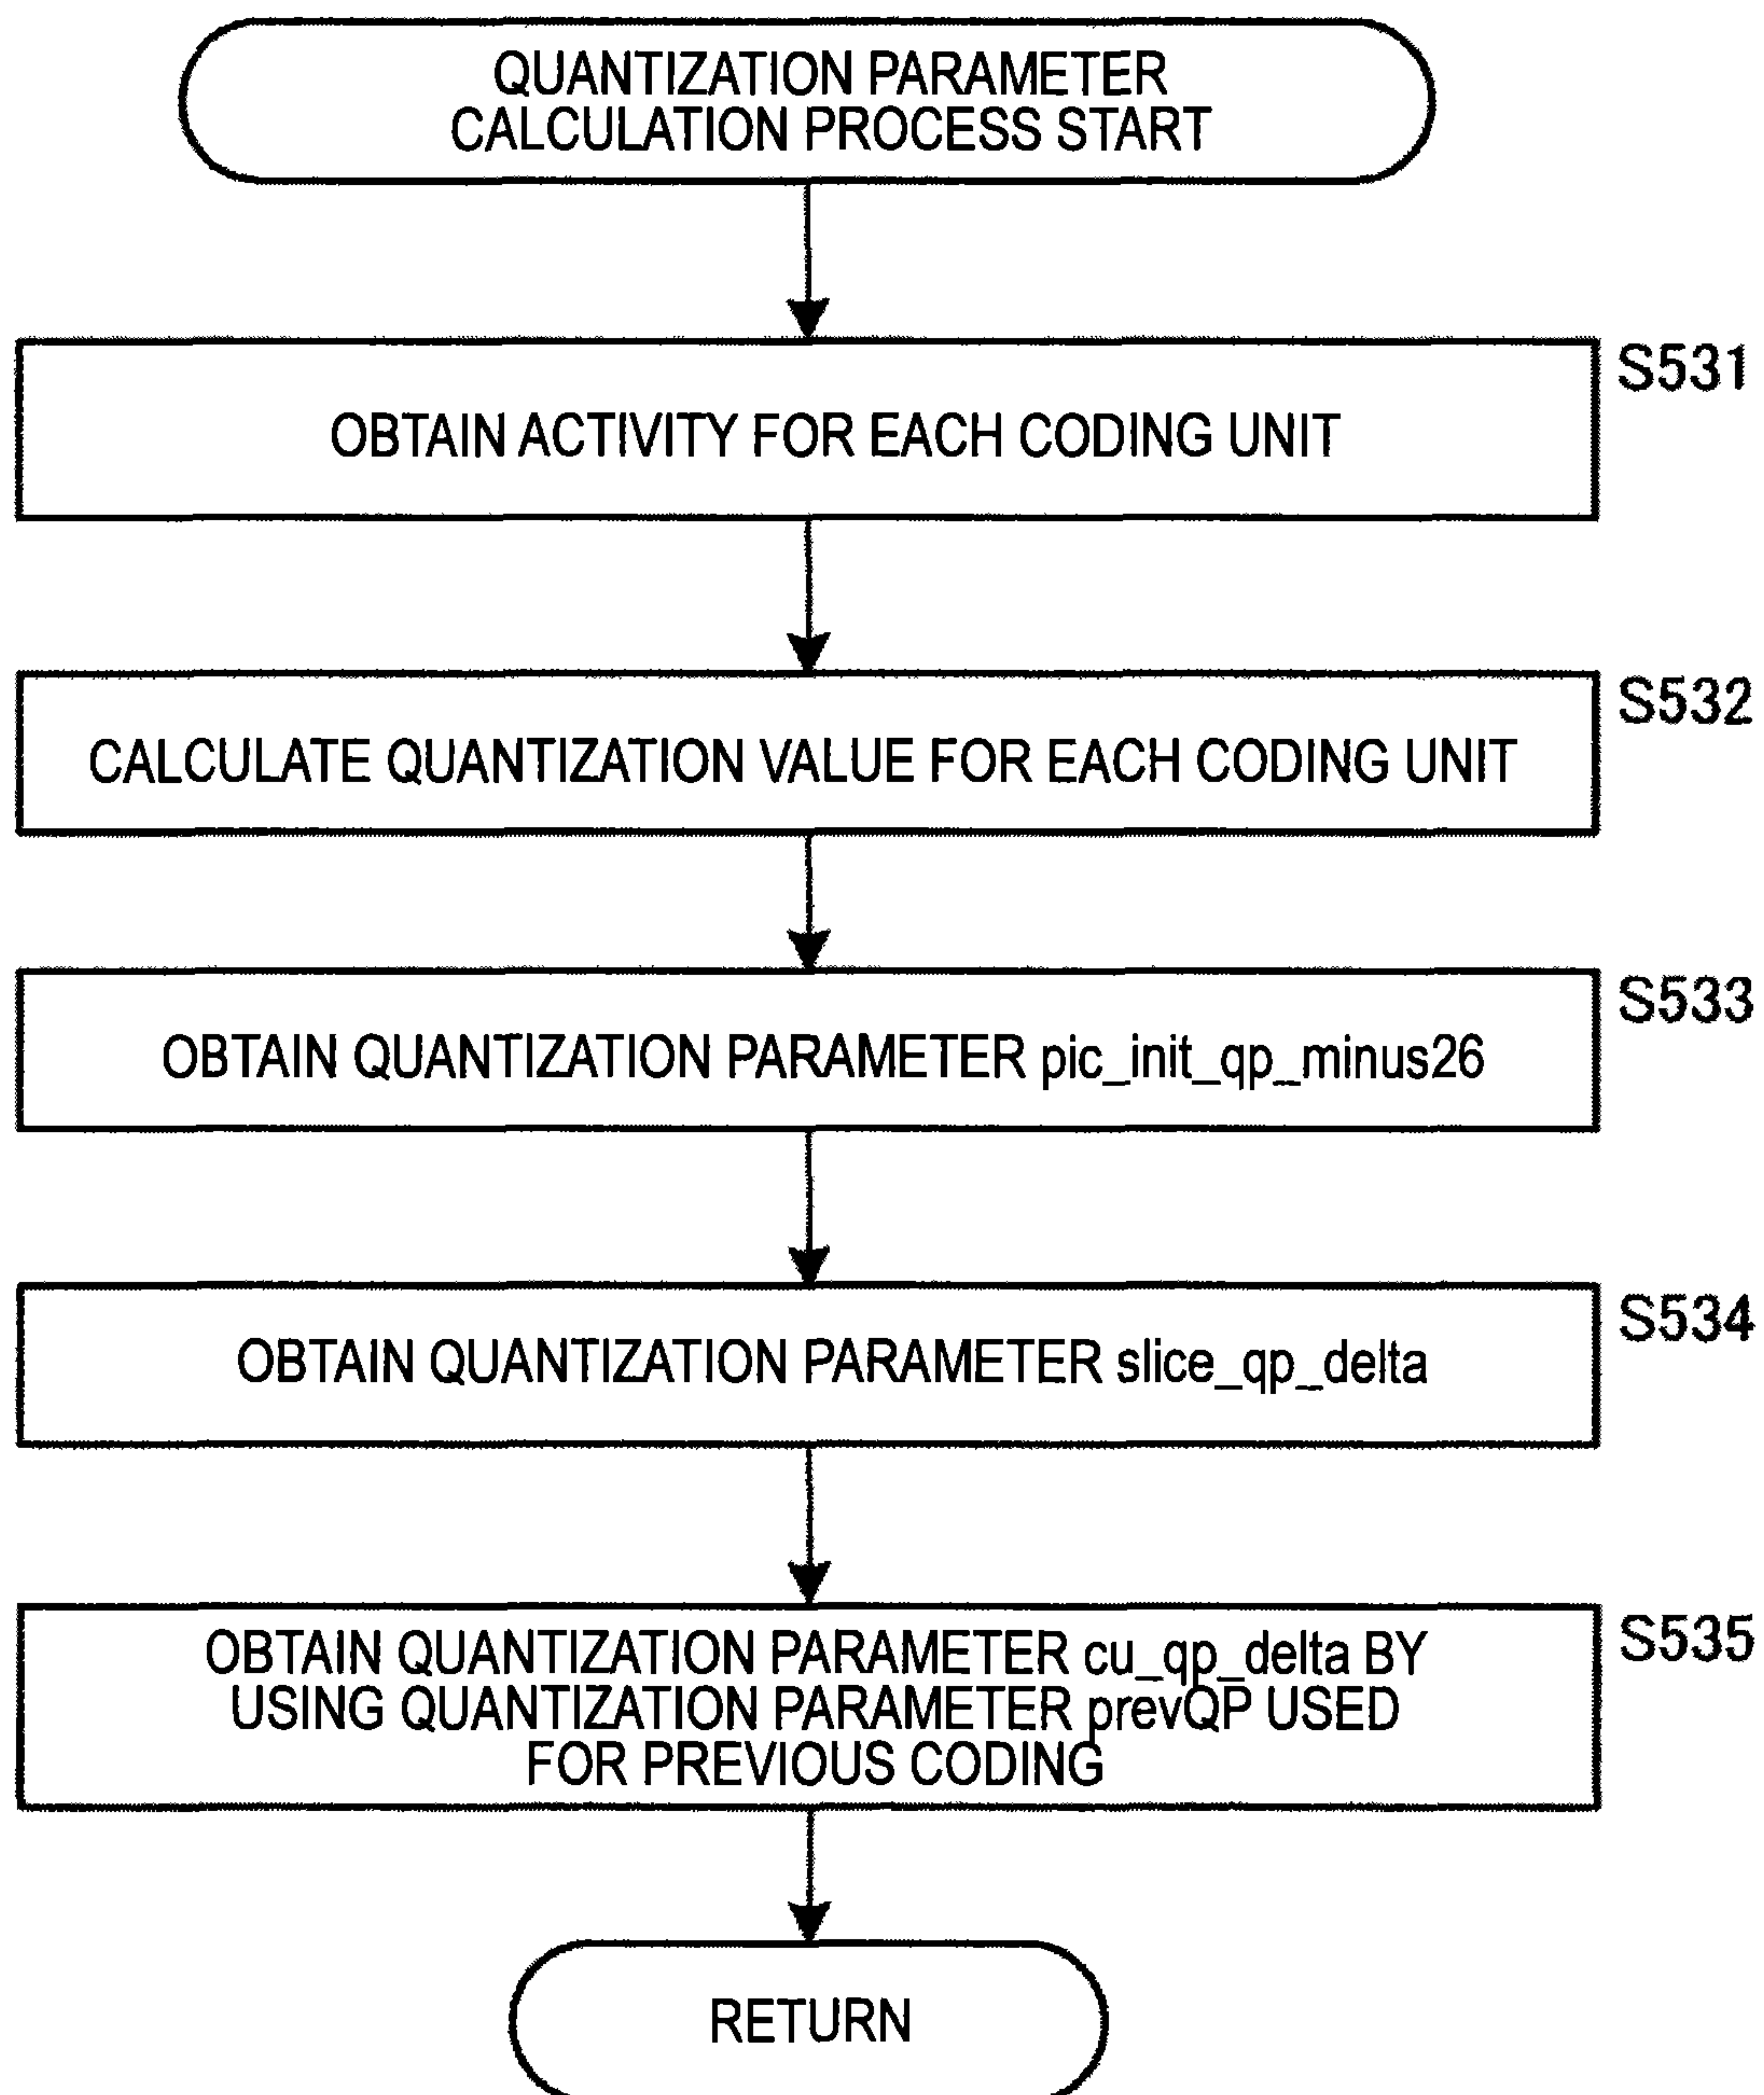 QUANTIZATION PARAMETER
CALCULATION PROCESS START
S531
OBTAIN ACTIVITY FOR EACH CODING UNIT
S532
CALCULATE QUANTIZATION VALUE FOR EACH CODING UNIT
S533
OBTAIN QUANTIZATION PARAMETER pic_init_qp_minus26
S534
OBTAIN QUANTIZATION PARAMETER slice_qp_delta
S535
OBTAIN QUANTIZATION PARAMETER cu_qp_delta BY
USING QUANTIZATION PARAMETER prevQP USED
FOR PREVIOUS CODING
RETURN